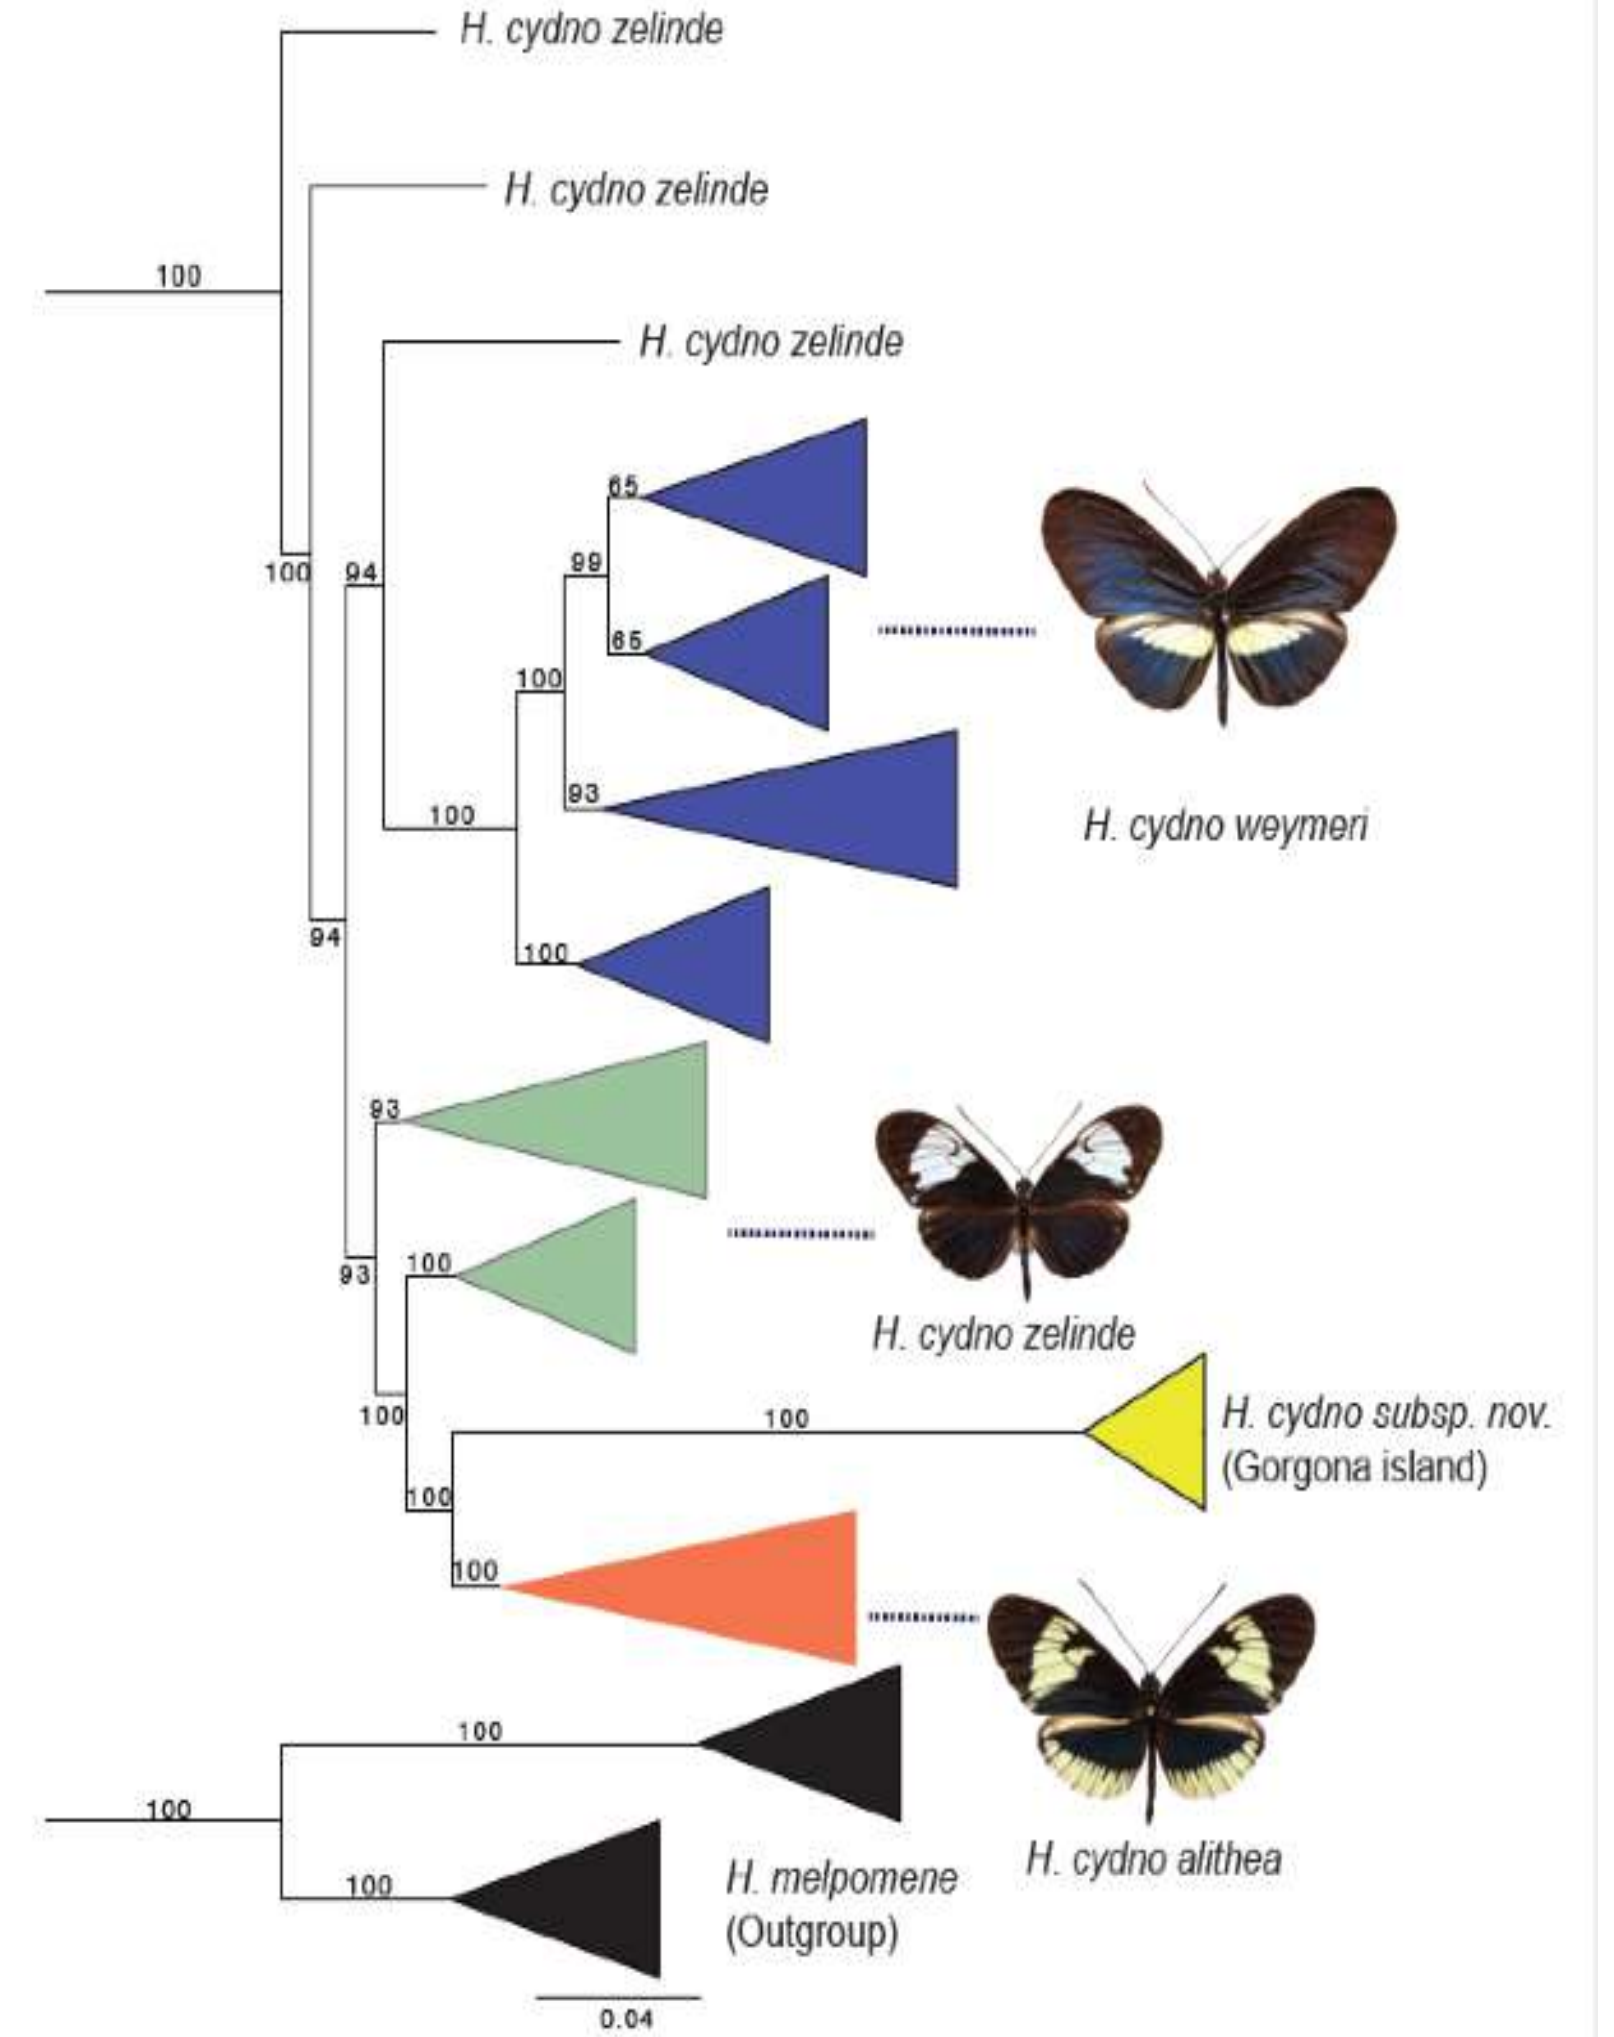 H. cydno zelinde
H. cydno zelinde
100
H. cydno zelinde
65
99
100
94
65
100
100
93
H. cydno weymeri
94
100
93
100
93
H. cydno zelinde
100
100
H. cydno subsp. nov.
(Gorgona island)
100
100
100
100
H. cydno alithea
100
H. melpomene
(Outgroup)
0.04